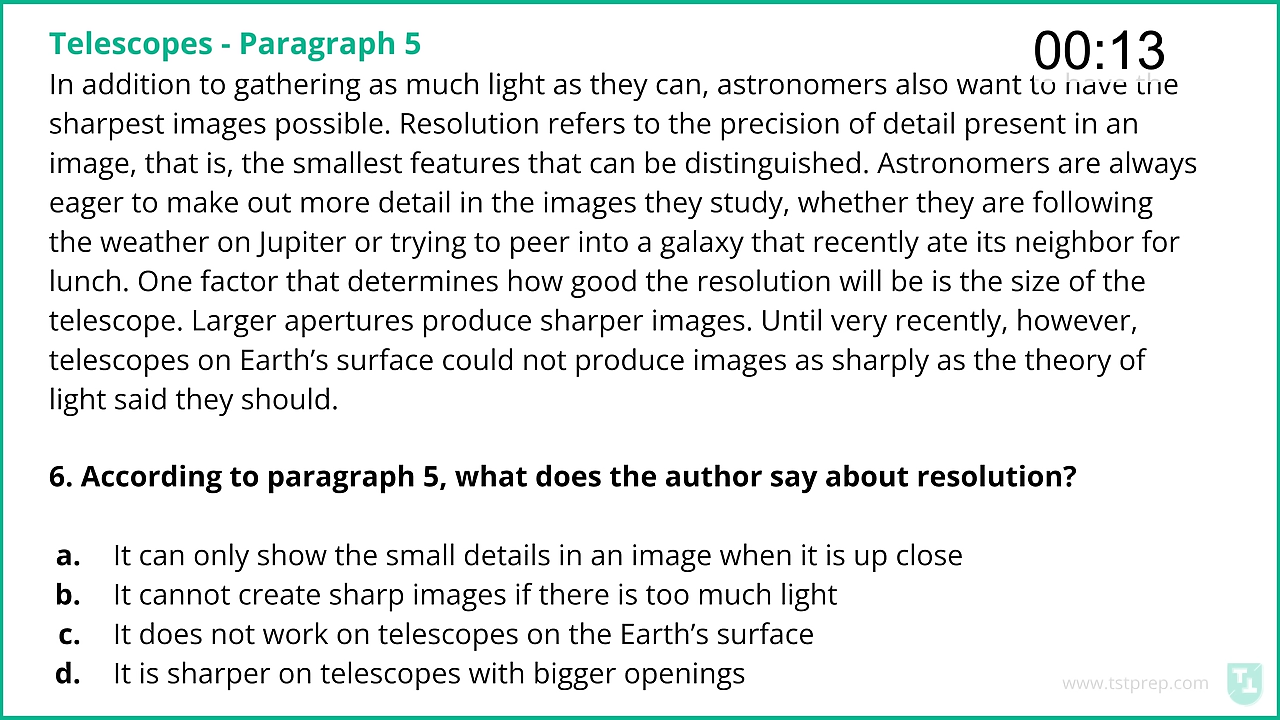 Telescopes - Paragraph 5
00:13
In addition to gathering as much light as they can, astronomers also want to have the
sharpest images possible. Resolution refers to the precision of detail present in an
image, that is, the smallest features that can be distinguished. Astronomers are always
eager to make out more detail in the images they study, whether they are following
the weather on Jupiter or trying to peer into a galaxy that recently ate its neighbor for
lunch. One factor that determines how good the resolution will be is the size of the
telescope. Larger apertures produce sharper images. Until very recently, however,
telescopes on Earth’s surface could not produce images as sharply as the theory of
light said they should.
6. According to paragraph 5, what does the author say about resolution?
a. It can only show the small details in an image when it is up close
b. It cannot create sharp images if there is too much light
c. It does not work on telescopes on the Earth’s surface
d. It is sharper on telescopes with bigger openings
www.tstprep.com